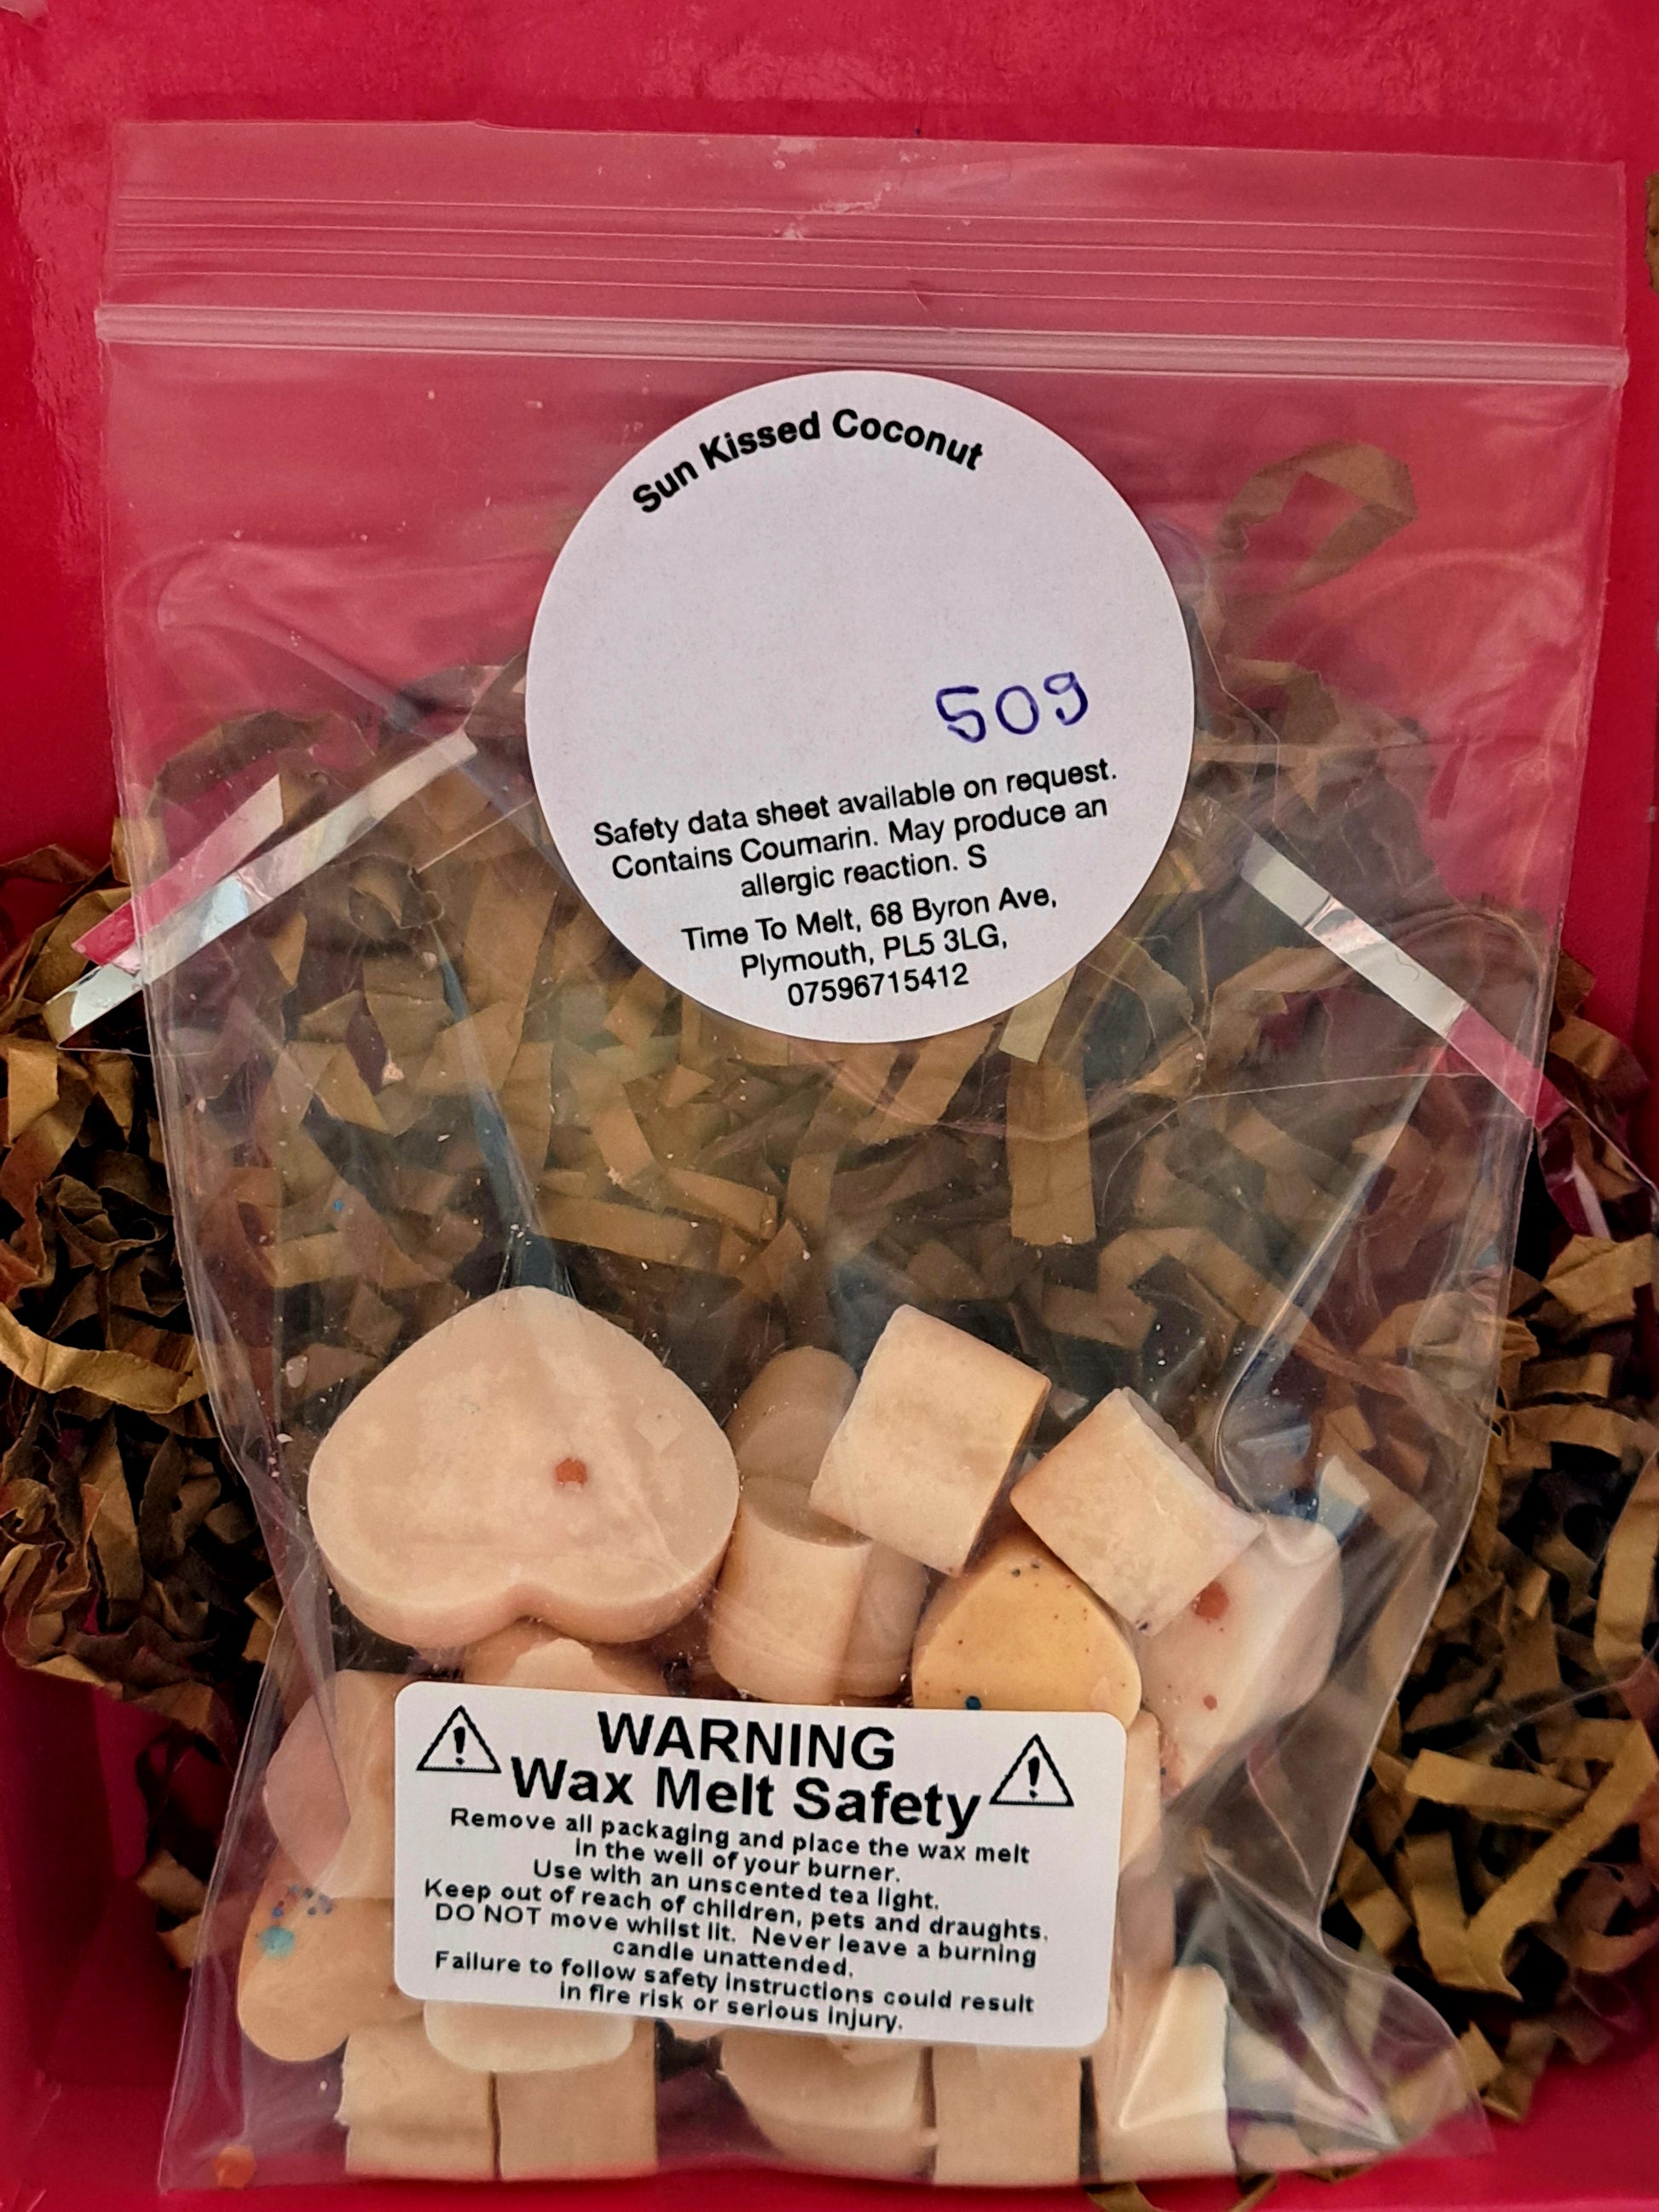 Sun Kissed Coconut
50g
Safety data sheet available on request.
Contains Coumarin. May produce an
allergic reaction. S
Time To Melt, 68 Byron Ave,
Plymouth, PL5 3LG,
07596715412
WARNING
Wax Melt Safety
Remove all packaging and place the wax melt
in the well of your burner.
Use with an unscented tea light.
Keep out of reach of children, pets and draughts.
DO NOT move whilst lit. Never leave a burning
candle unattended.
Failure to follow safety instructions could result
in fire risk or serious injury.